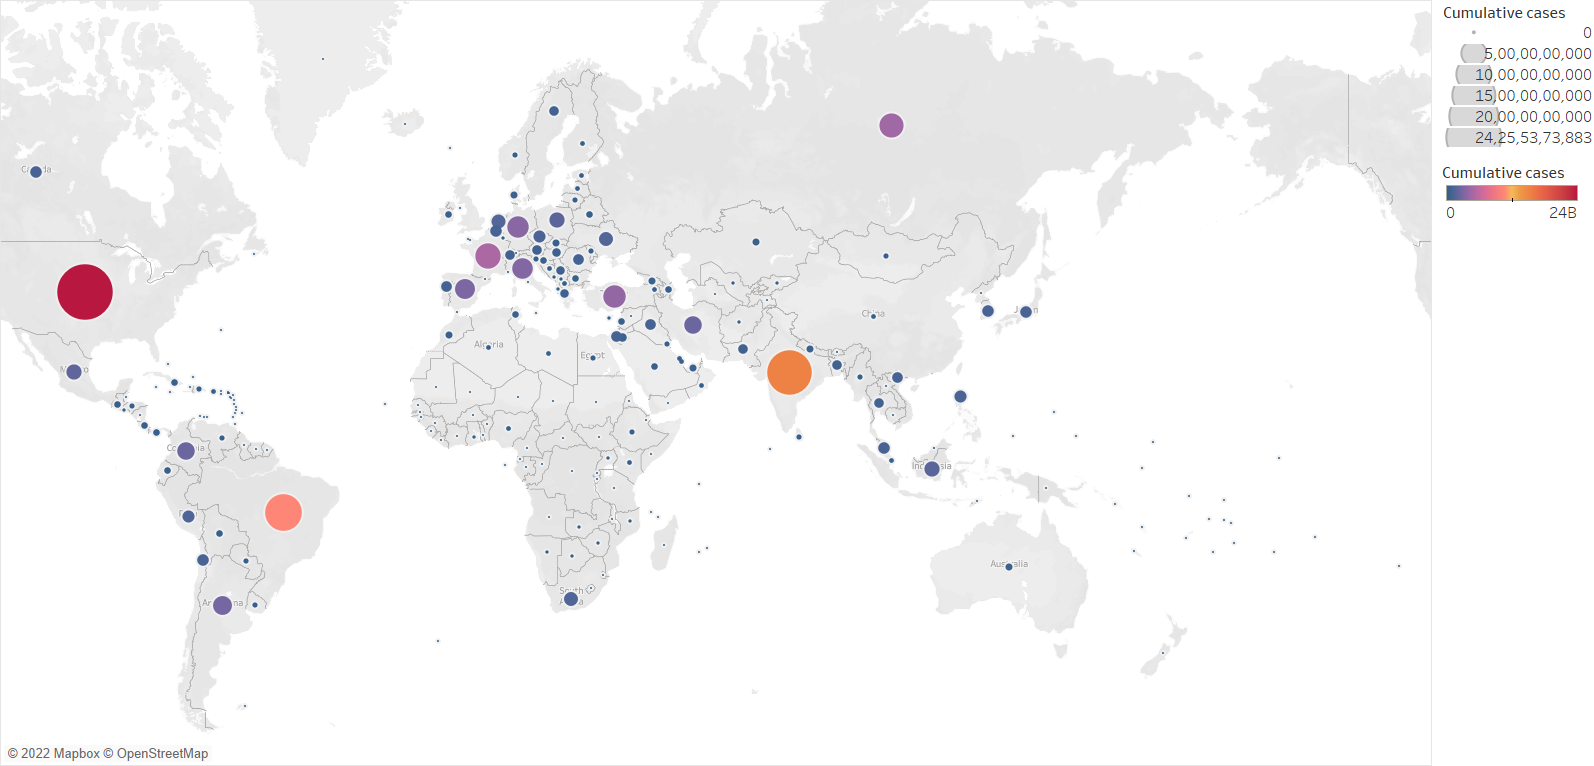 Cumulative cases
0
5,00,00,00,000
10,00,00,00,000
15,00,00,00,000
20,00,00,00,000
24,25,53,73,883
Cumulative cases
0 24B
Algeria
Egypt
China
Australia
South
© 2022 Mapbox © OpenStreetMap